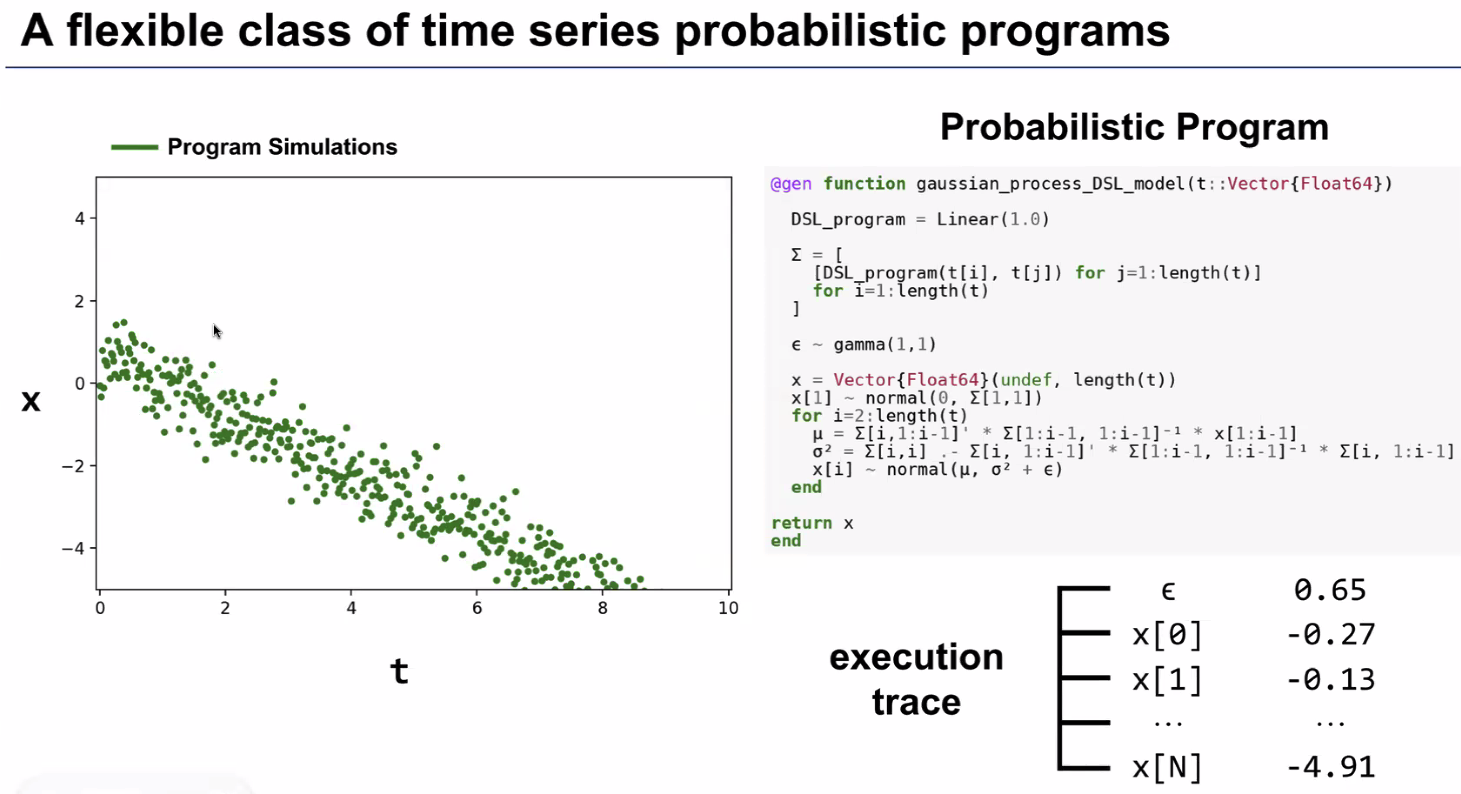 A flexible class of time series probabilistic programs
Program Simulations
4
2
0
−2
−4
x
0 2 4 6 8 10
t
Probabilistic Program
@gen function gaussian_process_DSL_model(t::Vector{Float64})
DSL_program = Linear(1.0)
Σ = [
[DSL_program(t[i], t[j]) for j=1:length(t)]
for i=1:length(t)
]
ϵ ~ gamma(1,1)
x = Vector{Float64}(undef, length(t))
x[1] ~ normal(0, Σ[1,1])
for i=2:length(t)
μ = Σ[i,1:i-1]' * Σ[1:i-1, 1:i-1]⁻¹ * x[1:i-1]
σ² = Σ[i,i] .- Σ[i, 1:i-1]' * Σ[1:i-1, 1:i-1]⁻¹ * Σ[i, 1:i-1]
x[i] ~ normal(μ, σ² + ϵ)
end
return x
end
execution
trace
ϵ 0.65
x[0] -0.27
x[1] -0.13
... ...
x[N] -4.91